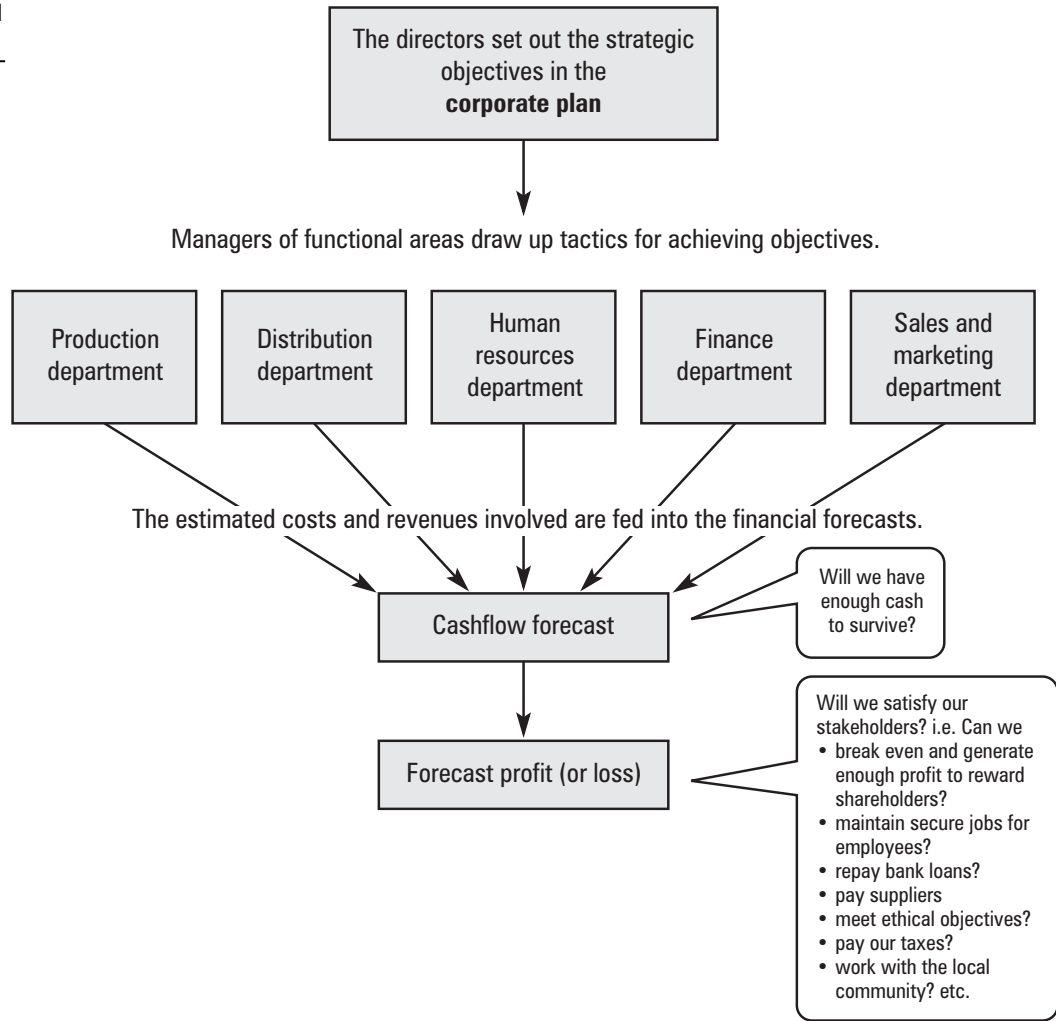 The directors set out the strategic
objectives in the
corporate plan
Managers of functional areas draw up tactics for achieving objectives.
Production
department
Distribution
department
Human
resources
department
Finance
department
Sales and
marketing
department
The estimated costs and revenues involved are fed into the financial forecasts.
Cashflow forecast
Will we have
enough cash
to survive?
Forecast profit (or loss)
Will we satisfy our
stakeholders? i.e. Can we
• break even and generate
enough profit to reward
shareholders?
• maintain secure jobs for
employees?
• repay bank loans?
• pay suppliers
• meet ethical objectives?
• pay our taxes?
• work with the local
community? etc.